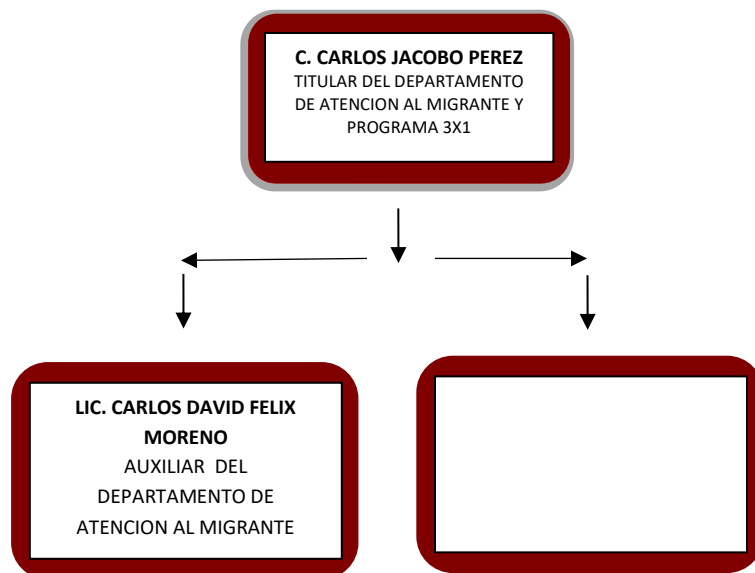 C. CARLOS JACOBO PEREZ
TITULAR DEL DEPARTAMENTO
DE ATENCION AL MIGRANTE Y
PROGRAMA 3X1
LIC. CARLOS DAVID FELIX
MORENO
AUXILIAR DEL
DEPARTAMENTO DE
ATENCION AL MIGRANTE